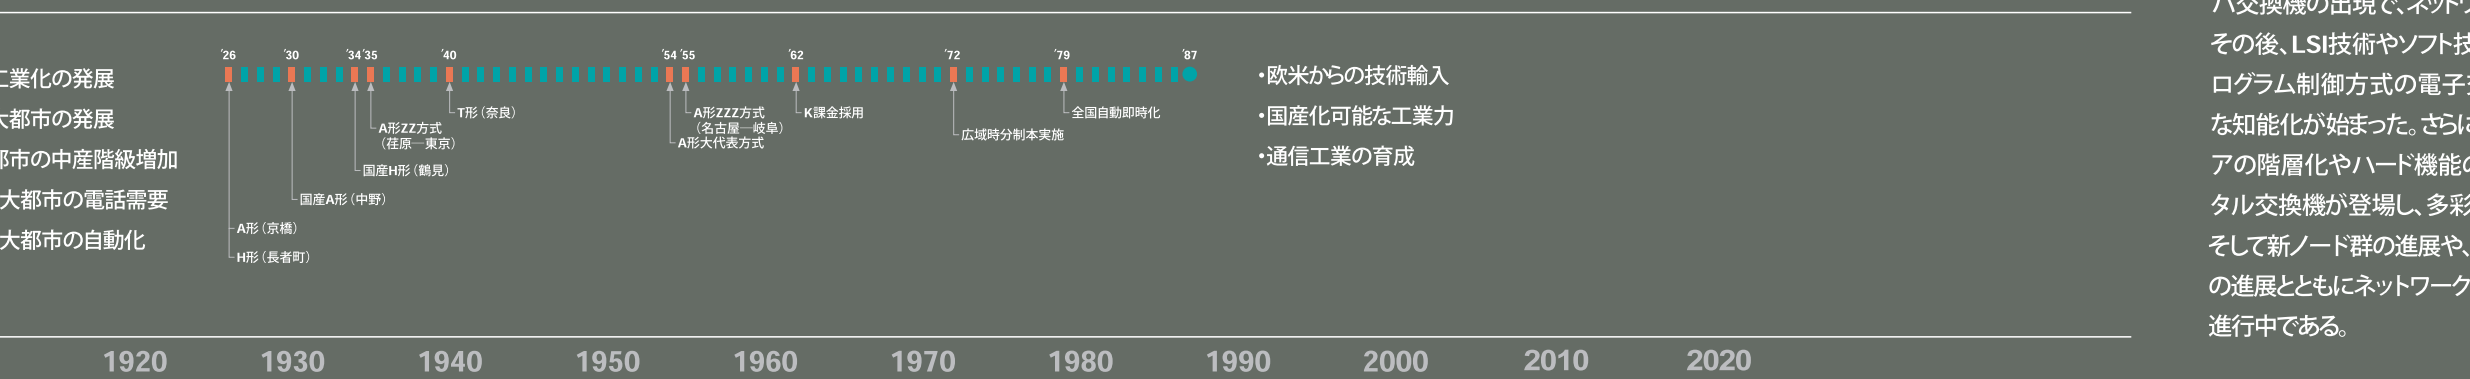 工業化の発展
大都市の発展
都市の中産階級増加
大都市の電話需要
大都市の自動化
'26 '30 '34 '35 '40 '54 '55 '62 '72 '79 '87
T形（奈良）
A形ZZ方式
（荏原―東京）
国産H形（鶴見）
国産A形（中野）
A形（京橋）
H形（長者町）
A形ZZZ方式
（名古屋―岐阜）
A形大代表方式
K課金採用
広域時分制本実施
全国自動即時化
・欧米からの技術輸入
・国産化可能な工業力
・通信工業の育成
バ交換機の出現で、ネットワ
その後、LSI技術やソフト技
ログラム制御方式の電子交
な知能化が始まった。さらに
アの階層化やハード機能の
タル交換機が登場し、多彩
そして新ノード群の進展や、
の進展とともにネットワーク
進行中である。
1920 1930 1940 1950 1960 1970 1980 1990 2000 2010 2020